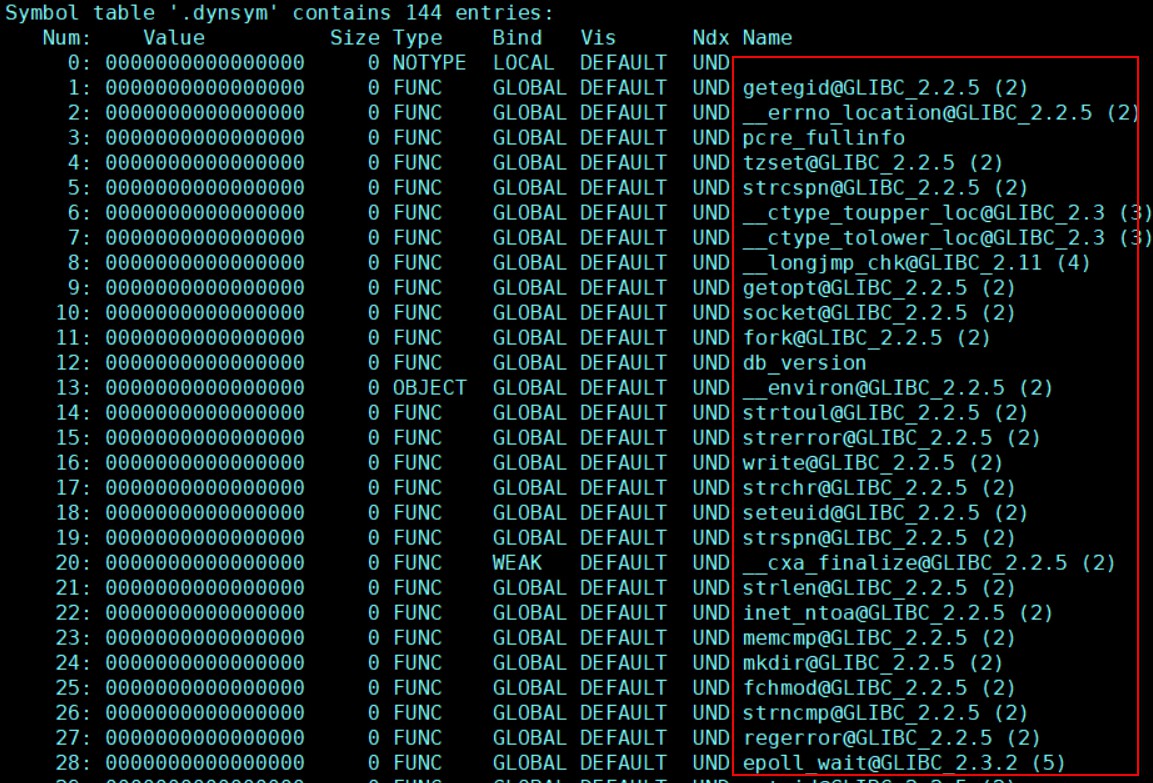 Symbol table '.dynsym' contains 144 entries:
Num: Value Size Type Bind Vis Ndx Name
0: 0000000000000000 0 NOTYPE LOCAL DEFAULT UND
1: 0000000000000000 0 FUNC GLOBAL DEFAULT UND getegid@GLIBC_2.2.5 (2)
2: 0000000000000000 0 FUNC GLOBAL DEFAULT UND __errno_location@GLIBC_2.2.5 (2)
3: 0000000000000000 0 FUNC GLOBAL DEFAULT UND pcre_fullinfo
4: 0000000000000000 0 FUNC GLOBAL DEFAULT UND tzset@GLIBC_2.2.5 (2)
5: 0000000000000000 0 FUNC GLOBAL DEFAULT UND strcspn@GLIBC_2.2.5 (2)
6: 0000000000000000 0 FUNC GLOBAL DEFAULT UND __ctype_toupper_loc@GLIBC_2.3 (3)
7: 0000000000000000 0 FUNC GLOBAL DEFAULT UND __ctype_tolower_loc@GLIBC_2.3 (3)
8: 0000000000000000 0 FUNC GLOBAL DEFAULT UND __longjmp_chk@GLIBC_2.11 (4)
9: 0000000000000000 0 FUNC GLOBAL DEFAULT UND getopt@GLIBC_2.2.5 (2)
10: 0000000000000000 0 FUNC GLOBAL DEFAULT UND socket@GLIBC_2.2.5 (2)
11: 0000000000000000 0 FUNC GLOBAL DEFAULT UND fork@GLIBC_2.2.5 (2)
12: 0000000000000000 0 FUNC GLOBAL DEFAULT UND db_version
13: 0000000000000000 0 OBJECT GLOBAL DEFAULT UND __environ@GLIBC_2.2.5 (2)
14: 0000000000000000 0 FUNC GLOBAL DEFAULT UND strtoul@GLIBC_2.2.5 (2)
15: 0000000000000000 0 FUNC GLOBAL DEFAULT UND strerror@GLIBC_2.2.5 (2)
16: 0000000000000000 0 FUNC GLOBAL DEFAULT UND write@GLIBC_2.2.5 (2)
17: 0000000000000000 0 FUNC GLOBAL DEFAULT UND strchr@GLIBC_2.2.5 (2)
18: 0000000000000000 0 FUNC GLOBAL DEFAULT UND seteuid@GLIBC_2.2.5 (2)
19: 0000000000000000 0 FUNC GLOBAL DEFAULT UND strspn@GLIBC_2.2.5 (2)
20: 0000000000000000 0 FUNC WEAK DEFAULT UND __cxa_finalize@GLIBC_2.2.5 (2)
21: 0000000000000000 0 FUNC GLOBAL DEFAULT UND strlen@GLIBC_2.2.5 (2)
22: 0000000000000000 0 FUNC GLOBAL DEFAULT UND inet_ntoa@GLIBC_2.2.5 (2)
23: 0000000000000000 0 FUNC GLOBAL DEFAULT UND memcmp@GLIBC_2.2.5 (2)
24: 0000000000000000 0 FUNC GLOBAL DEFAULT UND mkdir@GLIBC_2.2.5 (2)
25: 0000000000000000 0 FUNC GLOBAL DEFAULT UND fchmod@GLIBC_2.2.5 (2)
26: 0000000000000000 0 FUNC GLOBAL DEFAULT UND strncmp@GLIBC_2.2.5 (2)
27: 0000000000000000 0 FUNC GLOBAL DEFAULT UND regerror@GLIBC_2.2.5 (2)
28: 0000000000000000 0 FUNC GLOBAL DEFAULT UND epoll_wait@GLIBC_2.3.2 (5)